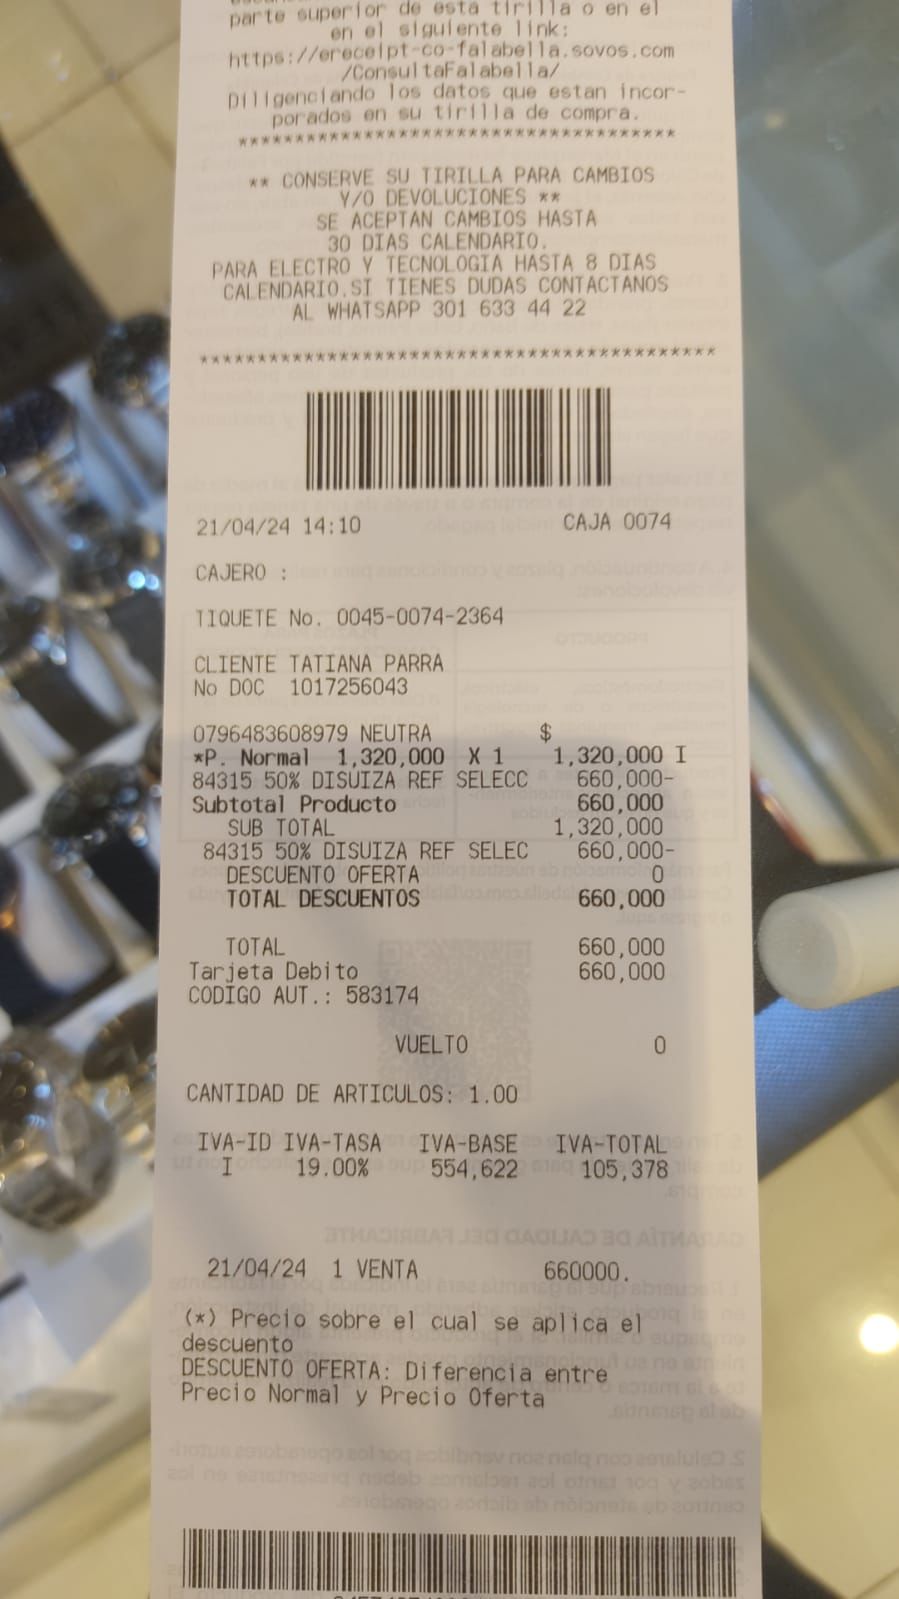 parte superior de esta tirilla o en el
en el siguiente link:
https://ereceipt-co-falabella.sovos.com
/ConsultaFalabella/
Diligenciando los datos que estan incor-
porados en su tirilla de compra.
****************************************
** CONSERVE SU TIRILLA PARA CAMBIOS
Y/O DEVOLUCIONES **
SE ACEPTAN CAMBIOS HASTA
30 DIAS CALENDARIO.
PARA ELECTRO Y TECNOLOGIA HASTA 8 DIAS
CALENDARIO.SI TIENES DUDAS CONTACTANOS
AL WHATSAPP 301 633 44 22
****************************************
21/04/24 14:10 CAJA 0074
CAJERO :
TIQUETE No. 0045-0074-2364
CLIENTE TATIANA PARRA
No DOC 1017256043
0796483608979 NEUTRA $
*P. Normal 1,320,000 X 1 1,320,000 I
84315 50% DISUIZA REF SELECC 660,000-
Subtotal Producto 660,000
SUB TOTAL 1,320,000
84315 50% DISUIZA REF SELEC 660,000-
DESCUENTO OFERTA 0
TOTAL DESCUENTOS 660,000
TOTAL 660,000
Tarjeta Debito 660,000
CODIGO AUT.: 583174
VUELTO 0
CANTIDAD DE ARTICULOS: 1.00
IVA-ID IVA-TASA IVA-BASE IVA-TOTAL
I 19.00% 554,622 105,378
21/04/24 1 VENTA 660000.
(*) Precio sobre el cual se aplica el
descuento
DESCUENTO OFERTA: Diferencia entre
Precio Normal y Precio Oferta